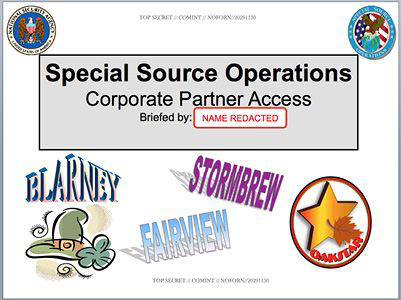 TOP SECRET // COMINT // NOFORN//20291130
Special Source Operations
Corporate Partner Access
Briefed by: NAME REDACTED
BLARNEY
STORMBREW
FAIRVIEW
OAKSTAR
TOP SECRET // COMINT // NOFORN//20291130